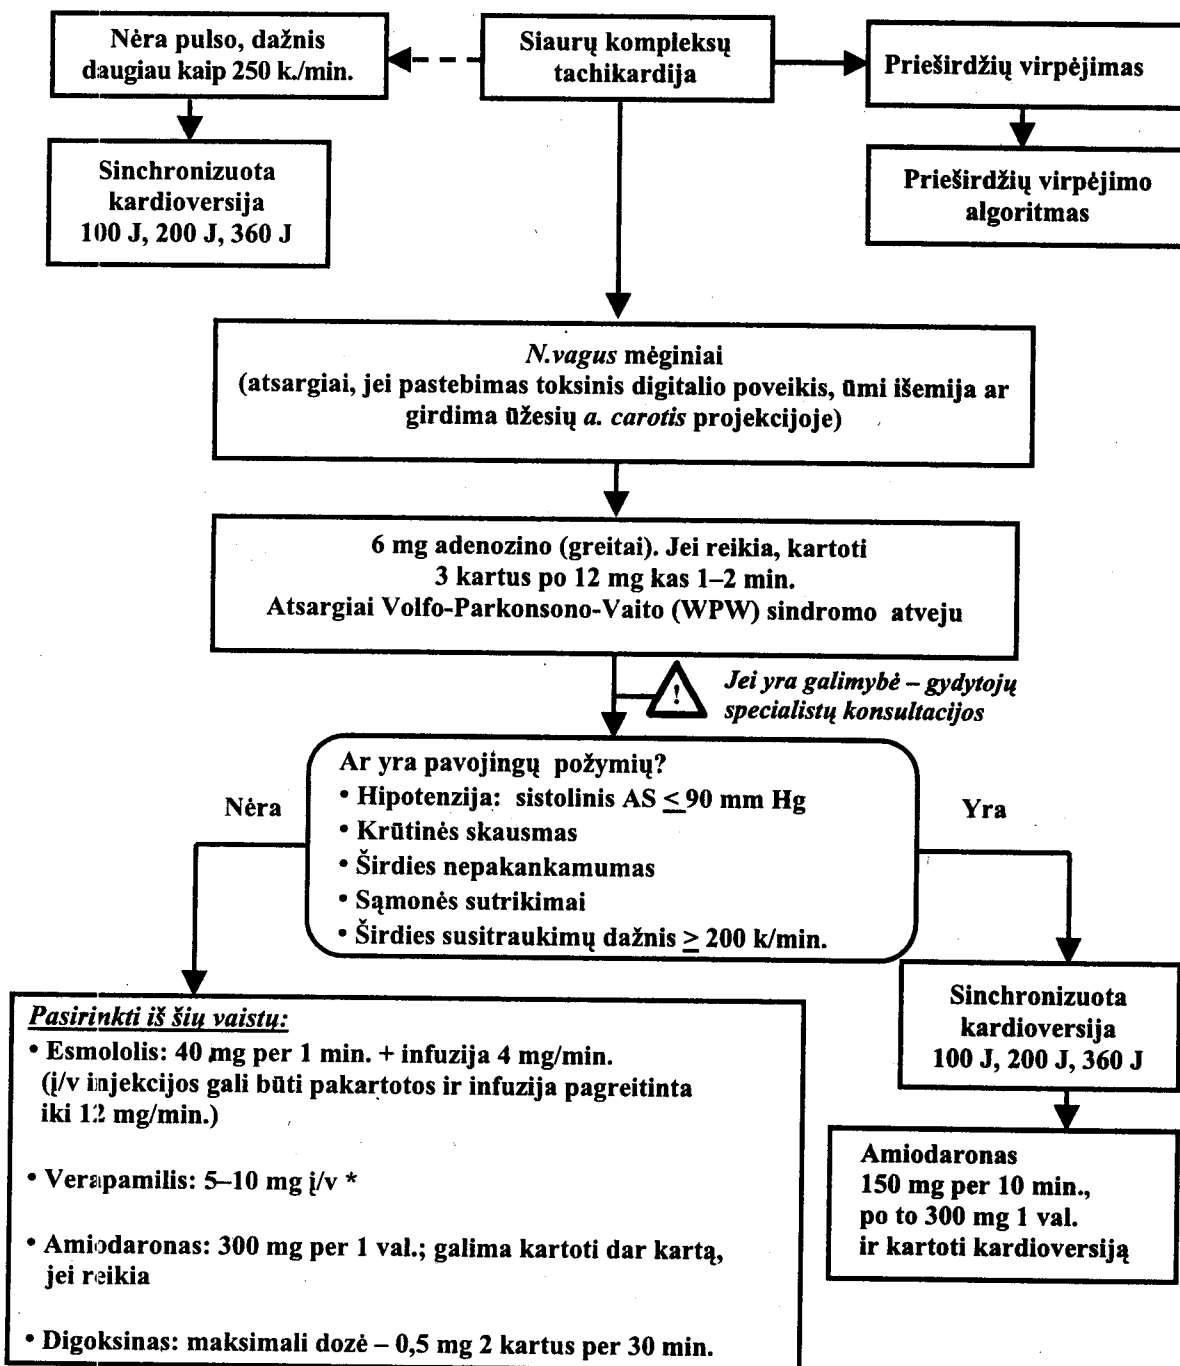 Nėra pulso, dažnis
daugiau kaip 250 k./min.
Siaurų kompleksų
tachikardija
Prieširdžių virpėjimas
Sinchronizuota
kardioversija
100 J, 200 J, 360 J
Prieširdžių virpėjimo
algoritmas
N.vagus mėginiai
(atsargiai, jei pastebimas toksinis digitalio poveikis, ūmi išemija ar
girdima ūžesių a. carotis projekcijoje)
6 mg adenozino (greitai). Jei reikia, kartoti
3 kartus po 12 mg kas 1–2 min.
Atsargiai Volfo-Parkonsono-Vaito (WPW) sindromo atveju
!
Jei yra galimybė – gydytojų
specialistų konsultacijos
Ar yra pavojingų požymių?
• Hipotenzija: sistolinis AS ≤ 90 mm Hg
• Krūtinės skausmas
• Širdies nepakankamumas
• Sąmonės sutrikimai
• Širdies susitraukimų dažnis ≥ 200 k/min.
Nėra
Yra
Pasirinkti iš šių vaistų:
• Esmololis: 40 mg per 1 min. + infuzija 4 mg/min.
(į/v injekcijos gali būti pakartotos ir infuzija pagreitinta
iki 12 mg/min.)
• Verapamilis: 5–10 mg į/v *
• Amiodaronas: 300 mg per 1 val.; galima kartoti dar kartą,
jei reikia
• Digoksinas: maksimali dozė – 0,5 mg 2 kartus per 30 min.
Sinchronizuota
kardioversija
100 J, 200 J, 360 J
Amiodaronas
150 mg per 10 min.,
po to 300 mg 1 val.
ir kartoti kardioversiją